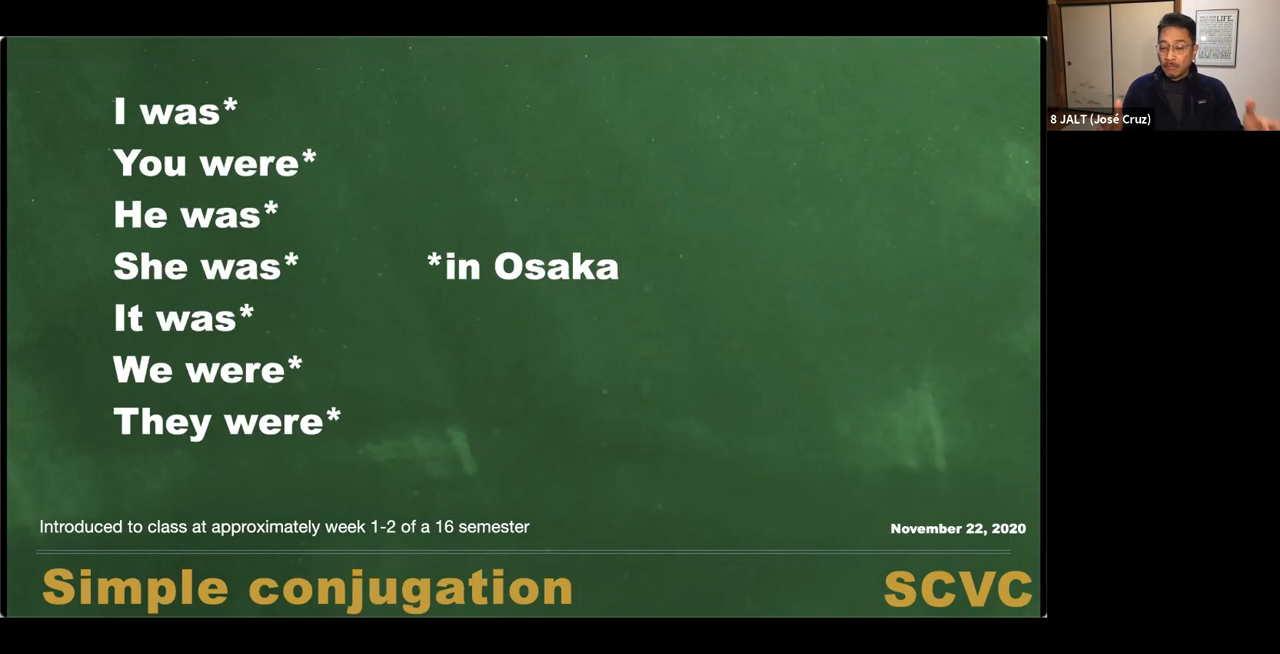 I was*
You were*
He was*
She was*
*in Osaka
It was*
We were*
They were*
Introduced to class at approximately week 1-2 of a 16 semester
November 22, 2020
Simple conjugation
SCVC
LIFE.
8 JALT (José Cruz)